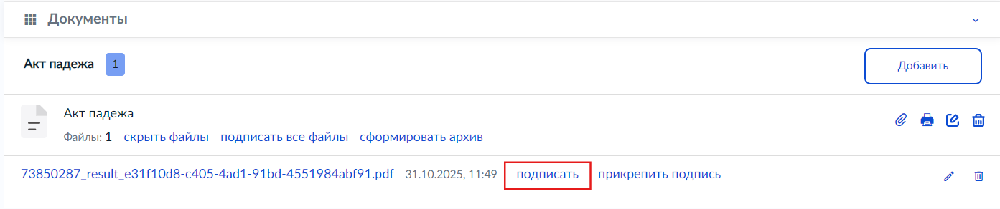 Документы
Акт падежа 1 Добавить
Акт падежа
Файлы: 1 скрыть файлы подписать все файлы сформировать архив
73850287_result_e31f10d8-c405-4ad1-91bd-4551984abf91.pdf 31.10.2025, 11:49 подписать прикрепить подпись